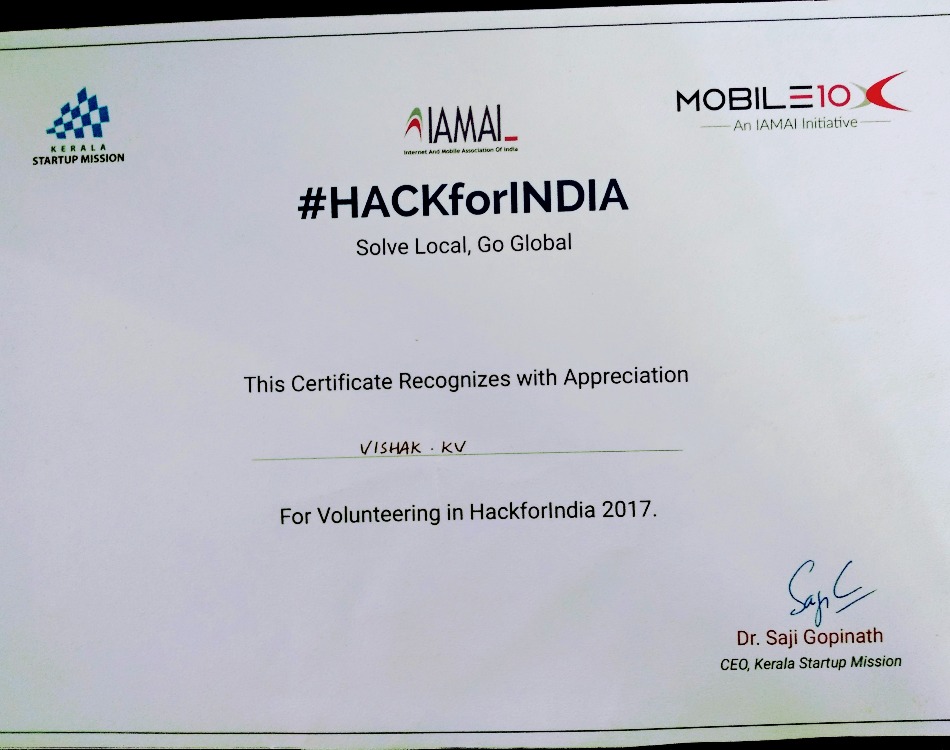 KERALA
STARTUP MISSION
IAMAI
Internet And Mobile Association Of India
MOBILE10X
An IAMAI Initiative
#HACKforINDIA
Solve Local, Go Global
This Certificate Recognizes with Appreciation
VISHAK . KV
For Volunteering in HackforIndia 2017.
Saji
Dr. Saji Gopinath
CEO, Kerala Startup Mission